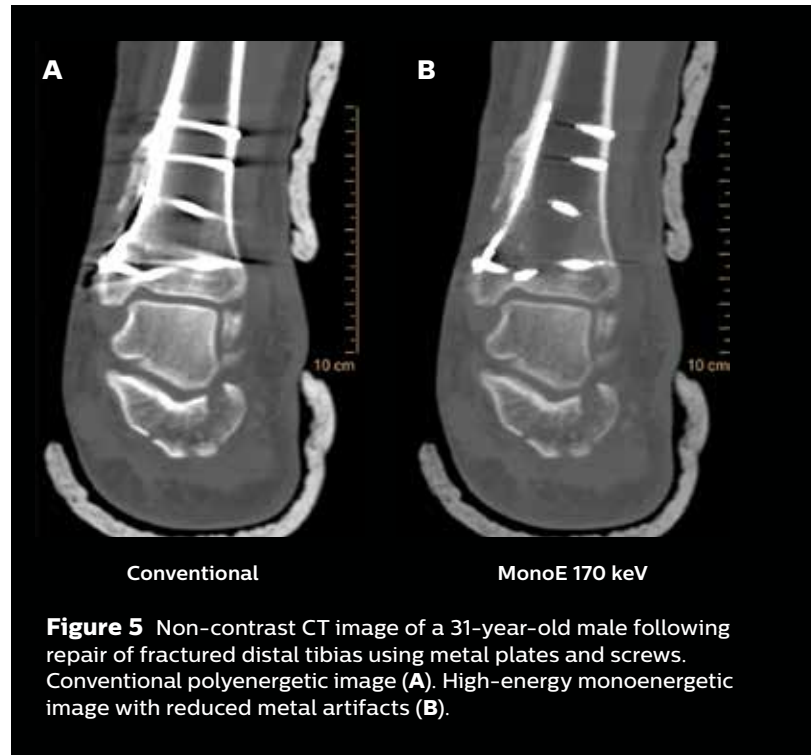 A
B
10 cm
10 cm
Conventional
MonoE 170 keV
Figure 5 Non-contrast CT image of a 31-year-old male following
repair of fractured distal tibias using metal plates and screws.
Conventional polyenergetic image (A). High-energy monoenergetic
image with reduced metal artifacts (B).